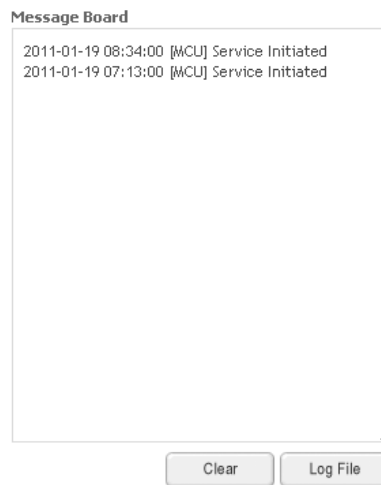 Message Board
2011-01-19 08:34:00 [MCU] Service Initiated
2011-01-19 07:13:00 [MCU] Service Initiated
Clear
Log File